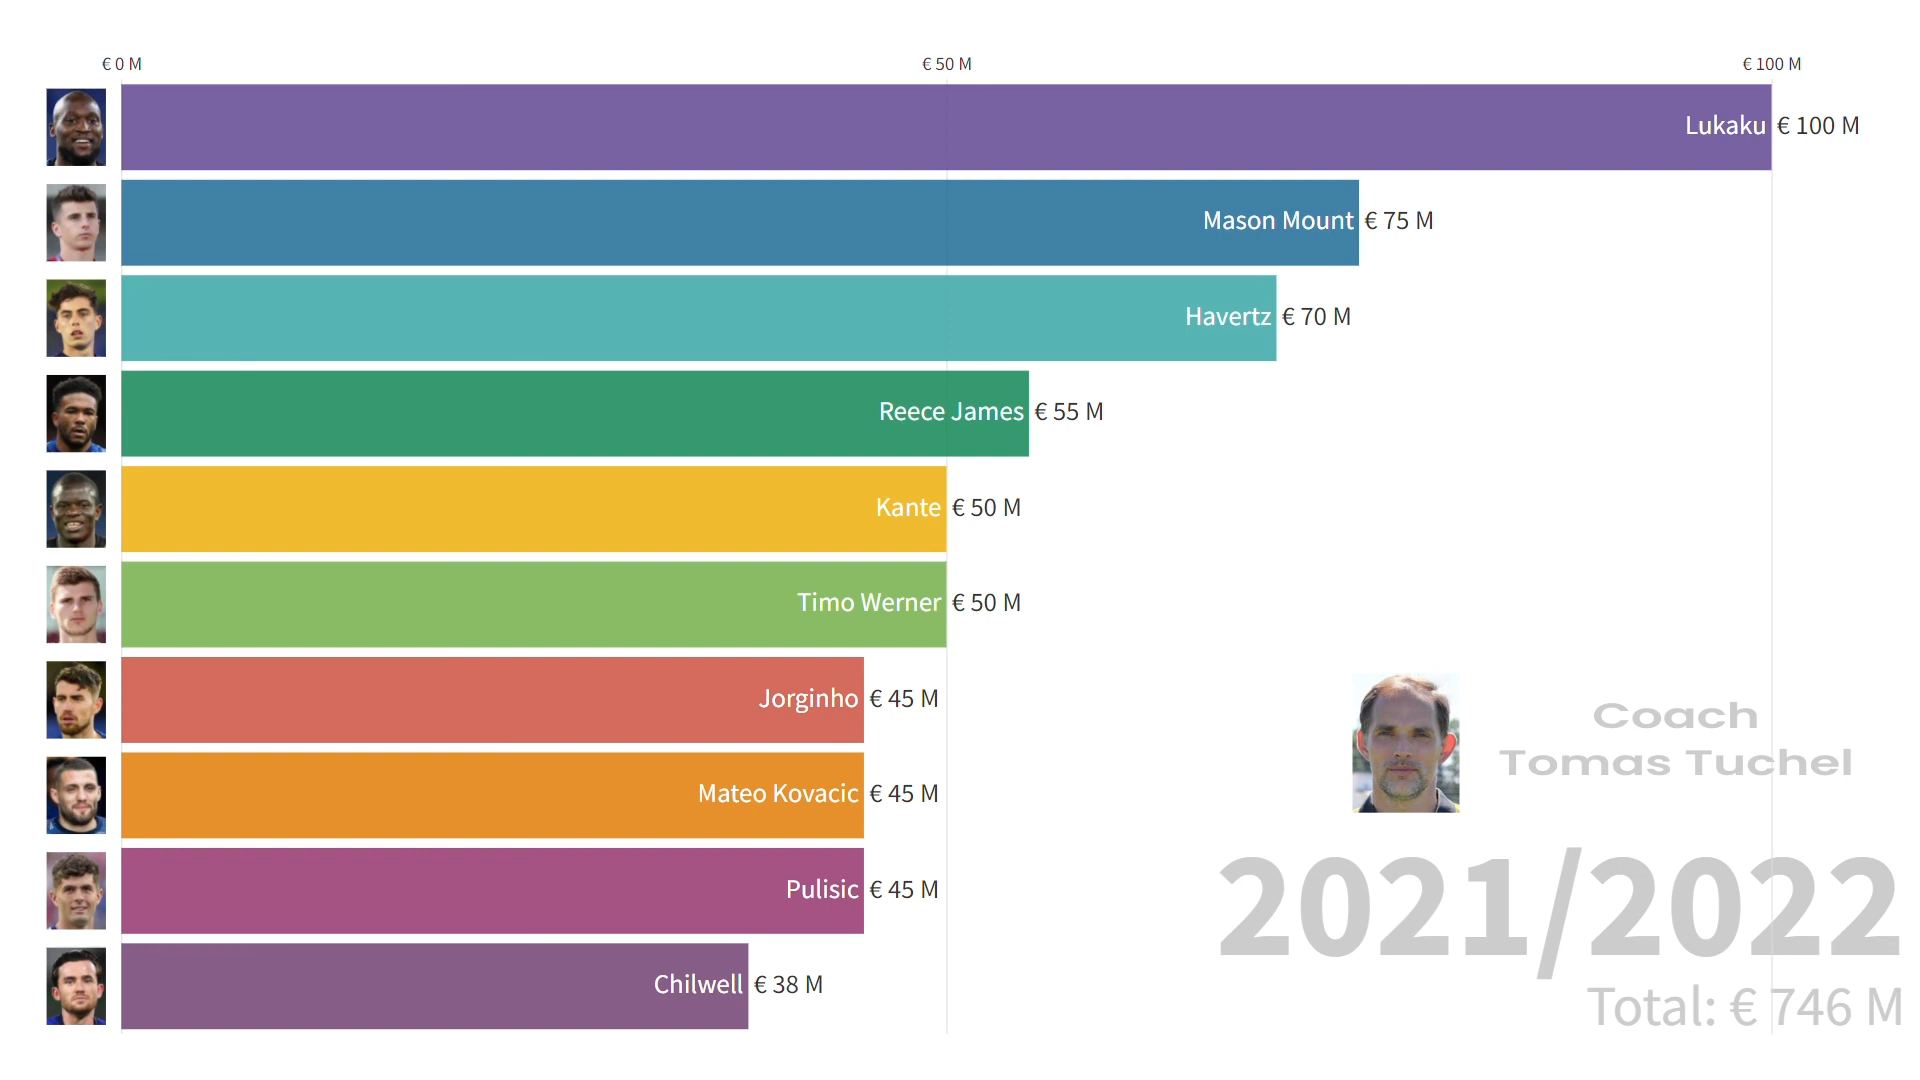 € 0 M € 50 M € 100 M
Lukaku € 100 M
Mason Mount € 75 M
Havertz € 70 M
Reece James € 55 M
Kante € 50 M
Timo Werner € 50 M
Jorginho € 45 M
Mateo Kovacic € 45 M
Pulisic € 45 M
Chilwell € 38 M
Coach
Tomas Tuchel
2021/2022
Total: € 746 M